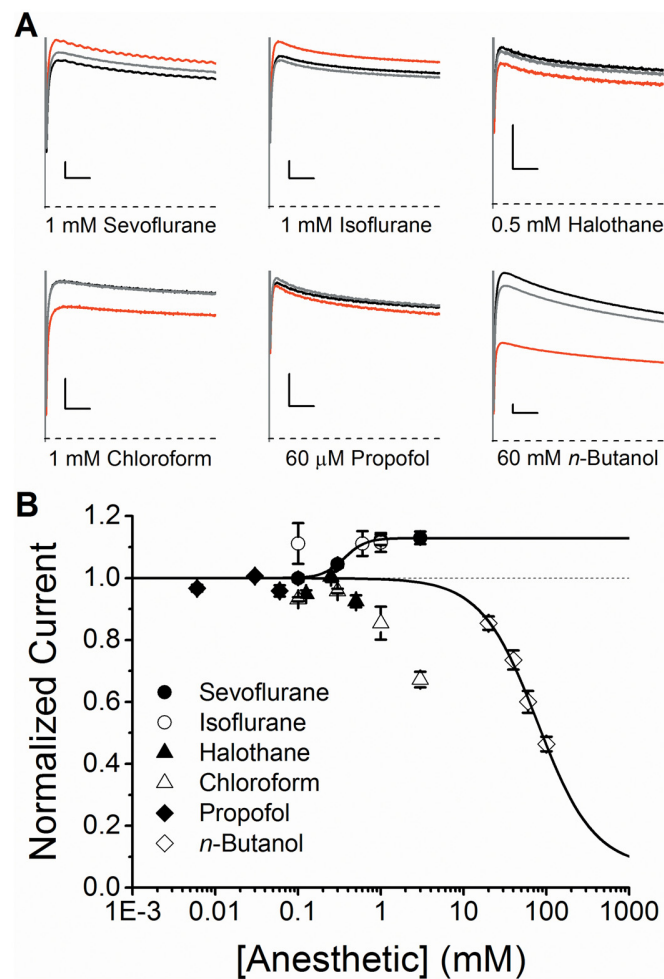 A
1 mM Sevoflurane
1 mM Isoflurane
0.5 mM Halothane
1 mM Chloroform
60 μM Propofol
60 mM n-Butanol
B
Normalized Current
1.2
1.0
0.8
0.6
0.4
0.2
0.0
Sevoflurane
Isoflurane
Halothane
Chloroform
Propofol
n-Butanol
1E-3 0.01 0.1 1 10 100 1000
[Anesthetic] (mM)